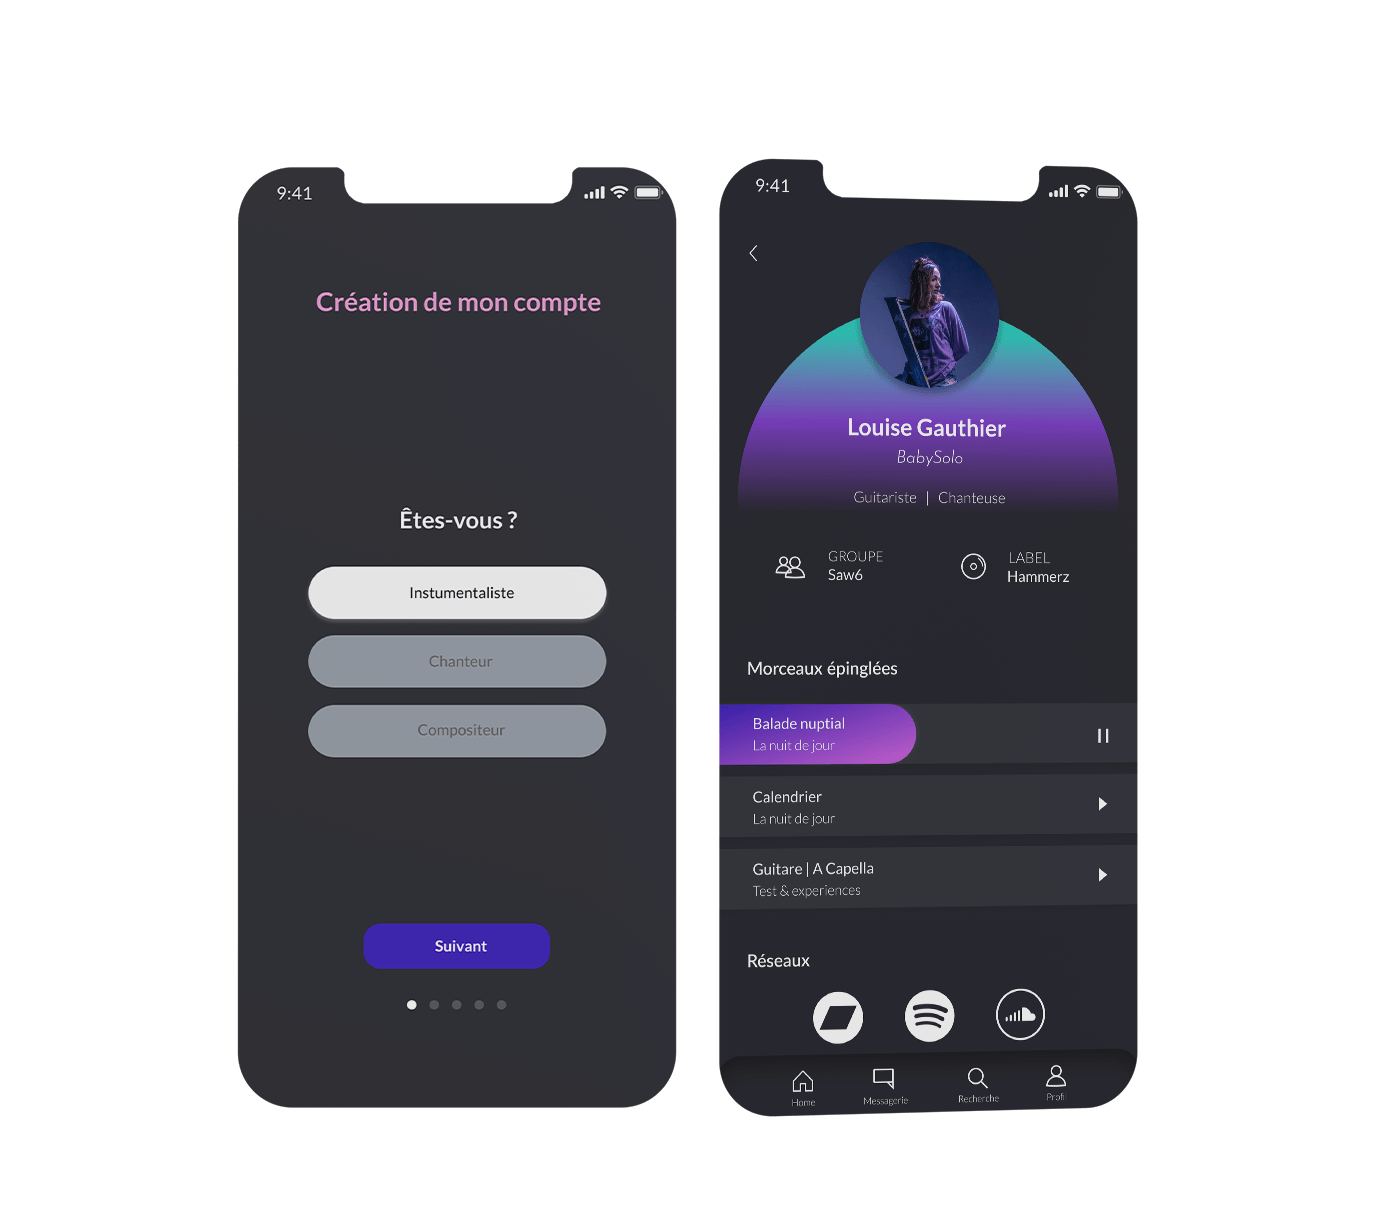 9:41
Création de mon compte
Êtes-vous ?
Instumentaliste
Chanteur
Compositeur
Suivant
9:41
Louise Gauthier
BabySolo
Guitariste | Chanteuse
GROUPE
Saw6
LABEL
Hammerz
Morceaux épinglées
Balade nuptial
La nuit de jour
Calendrier
La nuit de jour
Guitare | A Capella
Test & experiences
Réseaux
Home
Messagerie
Recherche
Profil